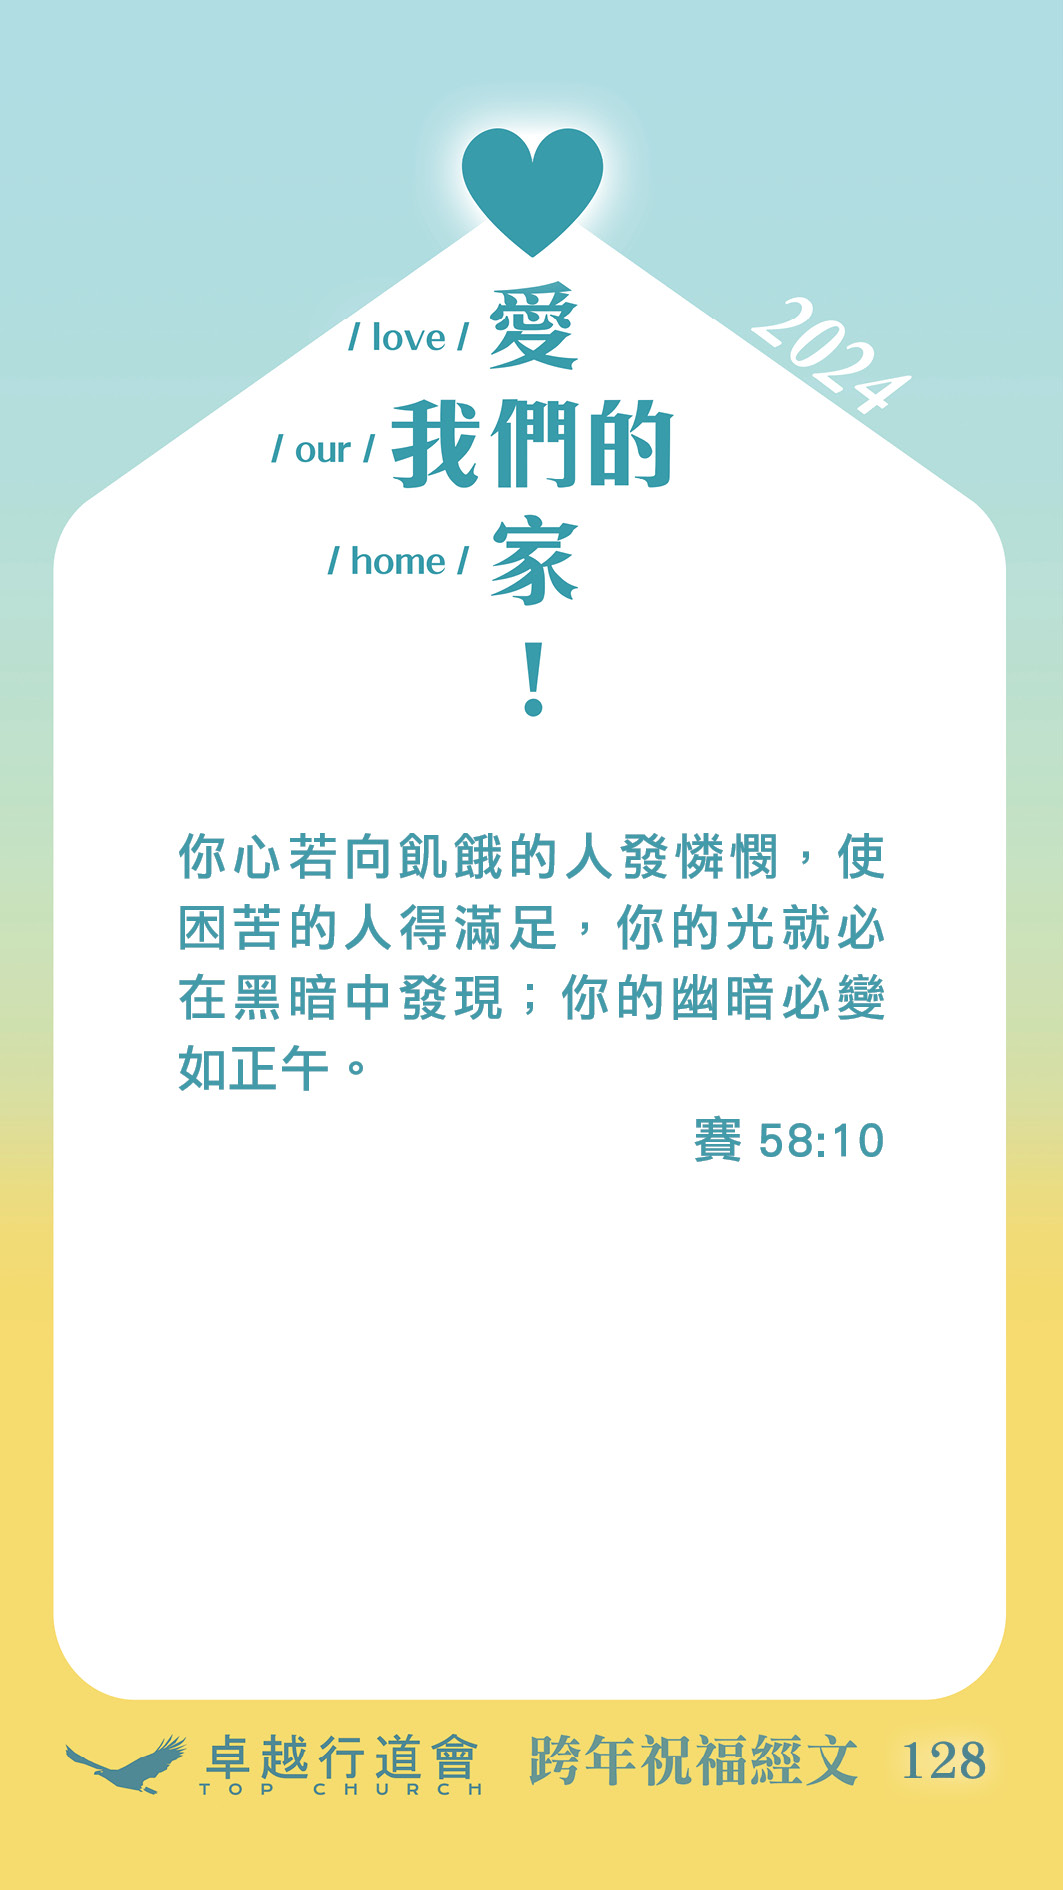 / love / 愛
2024
/ our / 我們的
/ home / 家
!
你心若向飢餓的人發憐憫，使
困苦的人得滿足，你的光就必
在黑暗中發現；你的幽暗必變
如正午。
賽 58:10
卓越行道會
TOP CHURCH
跨年祝福經文 128